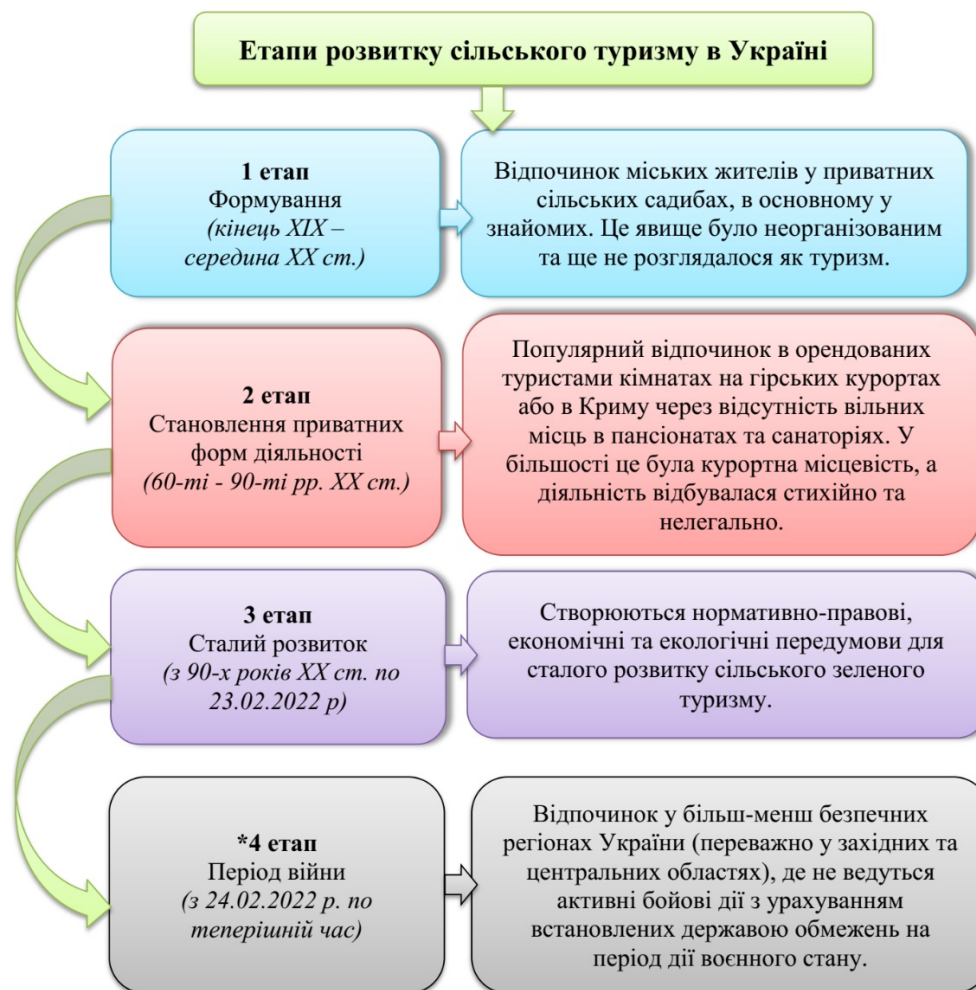 Етапи розвитку сільського туризму в Україні
1 етап
Формування
(кінець XIX –
середина XX ст.)
Відпочинок міських жителів у приватних
сільських садибах, в основному у
знайомих. Це явище було неорганізованим
та ще не розглядалося як туризм.
2 етап
Становлення приватних
форм діяльності
(60-ті - 90-ті рр. XX ст.)
Популярний відпочинок в орендованих
туристами кімнатах на гірських курортах
або в Криму через відсутність вільних
місць в пансіонатах та санаторіях. У
більшості це була курортна місцевість, а
діяльність відбувалася стихійно та
нелегально.
3 етап
Сталий розвиток
(з 90-х років XX ст. по
23.02.2022 р)
Створюються нормативно-правові,
економічні та екологічні передумови для
сталого розвитку сільського зеленого
туризму.
*4 етап
Період війни
(з 24.02.2022 р. по
теперішній час)
Відпочинок у більш-менш безпечних
регіонах України (переважно у західних та
центральних областях), де не ведуться
активні бойові дії з урахуванням
встановлених державою обмежень на
період дії воєнного стану.